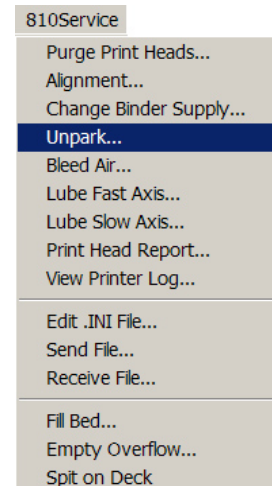 810Service
Purge Print Heads...
Alignment...
Change Binder Supply...
Unpark...
Bleed Air...
Lube Fast Axis...
Lube Slow Axis...
Print Head Report...
View Printer Log...
Edit .INI File...
Send File...
Receive File...
Fill Bed...
Empty Overflow...
Spit on Deck